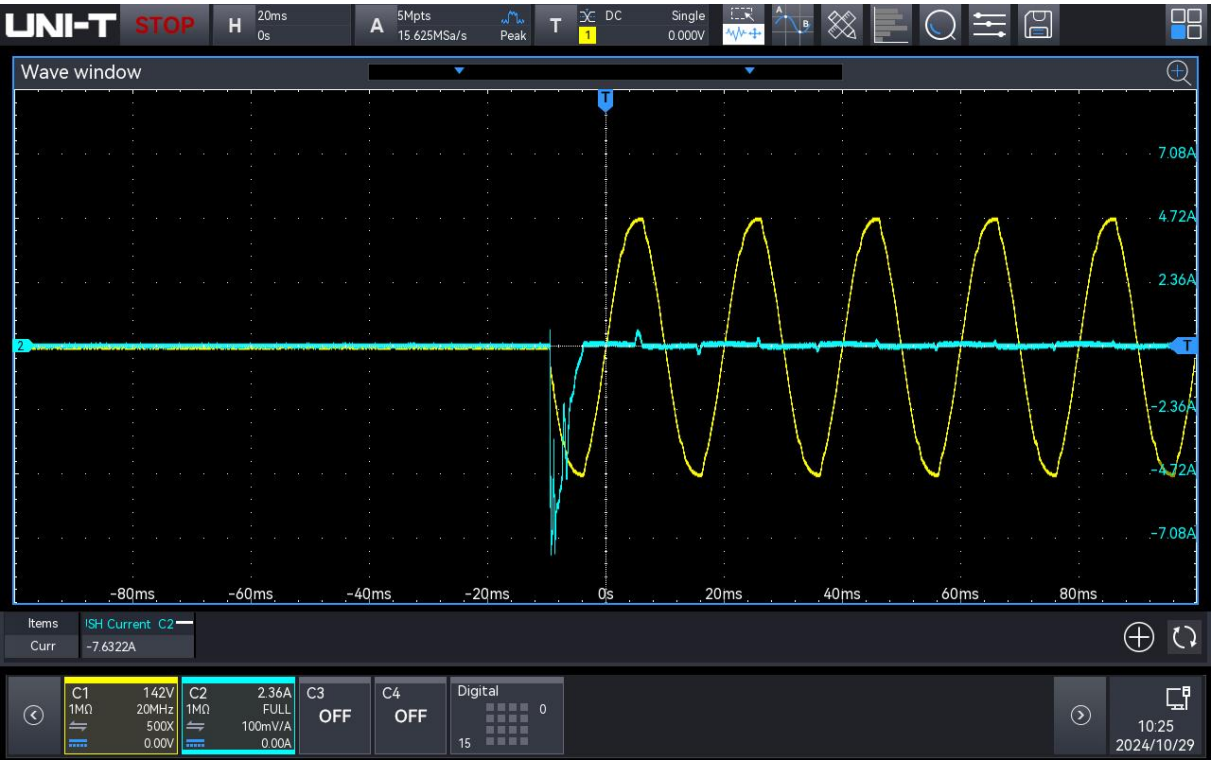 UNI-T STOP H 20ms A 5Mpts T DC Single
0s 15.625MSa/s Peak 1 0.000V A B
Wave window
T
7.08A
4.72A
2.36A
2 T
-2.36A
-4.72A
-7.08A
-80ms -60ms -40ms -20ms 0s 20ms 40ms 60ms 80ms
Items SH Current C2
Curr -7.6322A
C1 142V C2 2.36A C3 C4 Digital
1MΩ 20MHz 1MΩ FULL OFF OFF 0
500X 100mV/A
0.00V 0.00A 15
10:25
2024/10/29